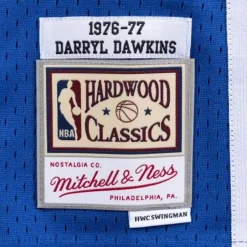 1976-77
DARRYL DAWKINS
HARDWOOD
NBA
CLASSICS
NOSTALGIA CO.
Mitchell & Ness
PHILADELPHIA, PA.
HWC SWINGMAN